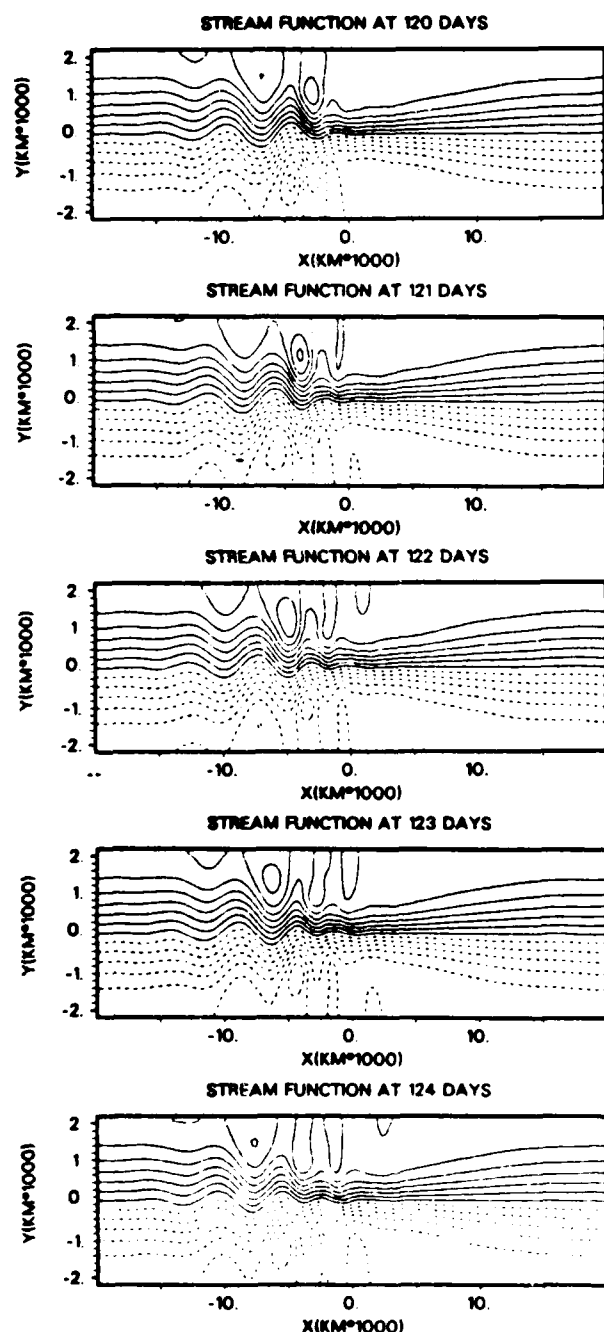 STREAM FUNCTION AT 120 DAYS
2.
1.
0
-1.
-2.
Y(KM*1000)
-10. 0. 10.
X(KM*1000)
STREAM FUNCTION AT 121 DAYS
2
1
0
-1.
-2.
Y(KM*1000)
-10. 0. 10.
X(KM*1000)
STREAM FUNCTION AT 122 DAYS
2
1
0
-1.
-2.
Y(KM*1000)
-10. 0. 10.
X(KM*1000)
STREAM FUNCTION AT 123 DAYS
2.
1.
0.
-1.
-2.
Y(KM*1000)
-10. 0. 10.
X(KM*1000)
STREAM FUNCTION AT 124 DAYS
2
1
0
-1.
-2.
Y(KM*1000)
-10. 0. 10.
X(KM*1000)